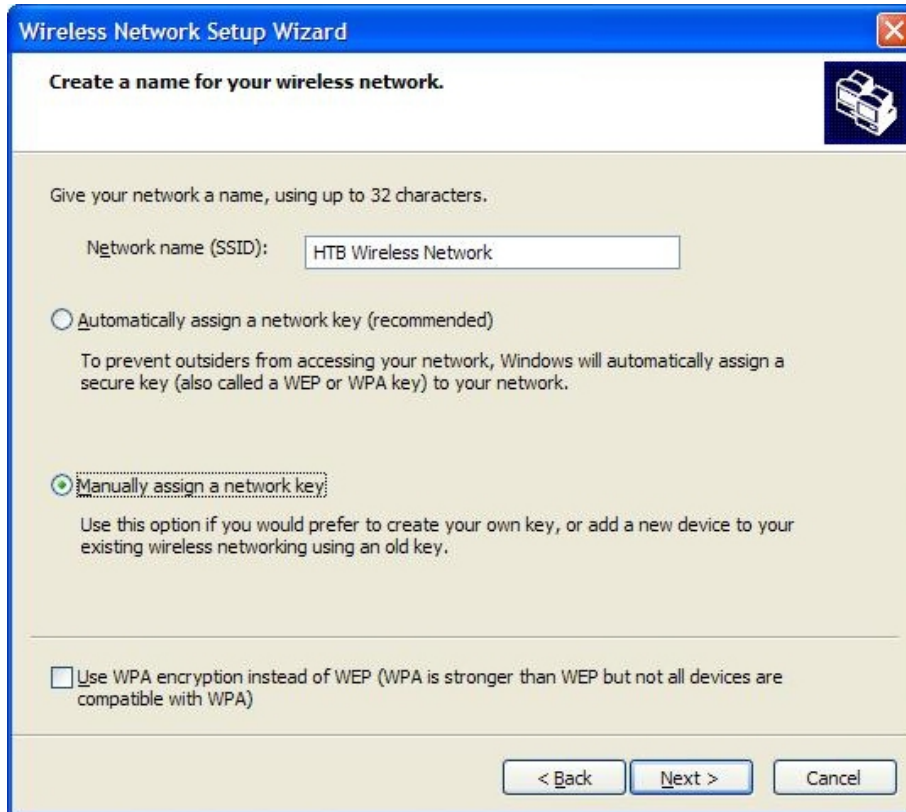 Wireless Network Setup Wizard
Create a name for your wireless network.
Give your network a name, using up to 32 characters.
Network name (SSID): HTB Wireless Network
Automatically assign a network key (recommended)
To prevent outsiders from accessing your network, Windows will automatically assign a
secure key (also called a WEP or WPA key) to your network.
Manually assign a network key
Use this option if you would prefer to create your own key, or add a new device to your
existing wireless networking using an old key.
Use WPA encryption instead of WEP (WPA is stronger than WEP but not all devices are
compatible with WPA)
< Back Next > Cancel